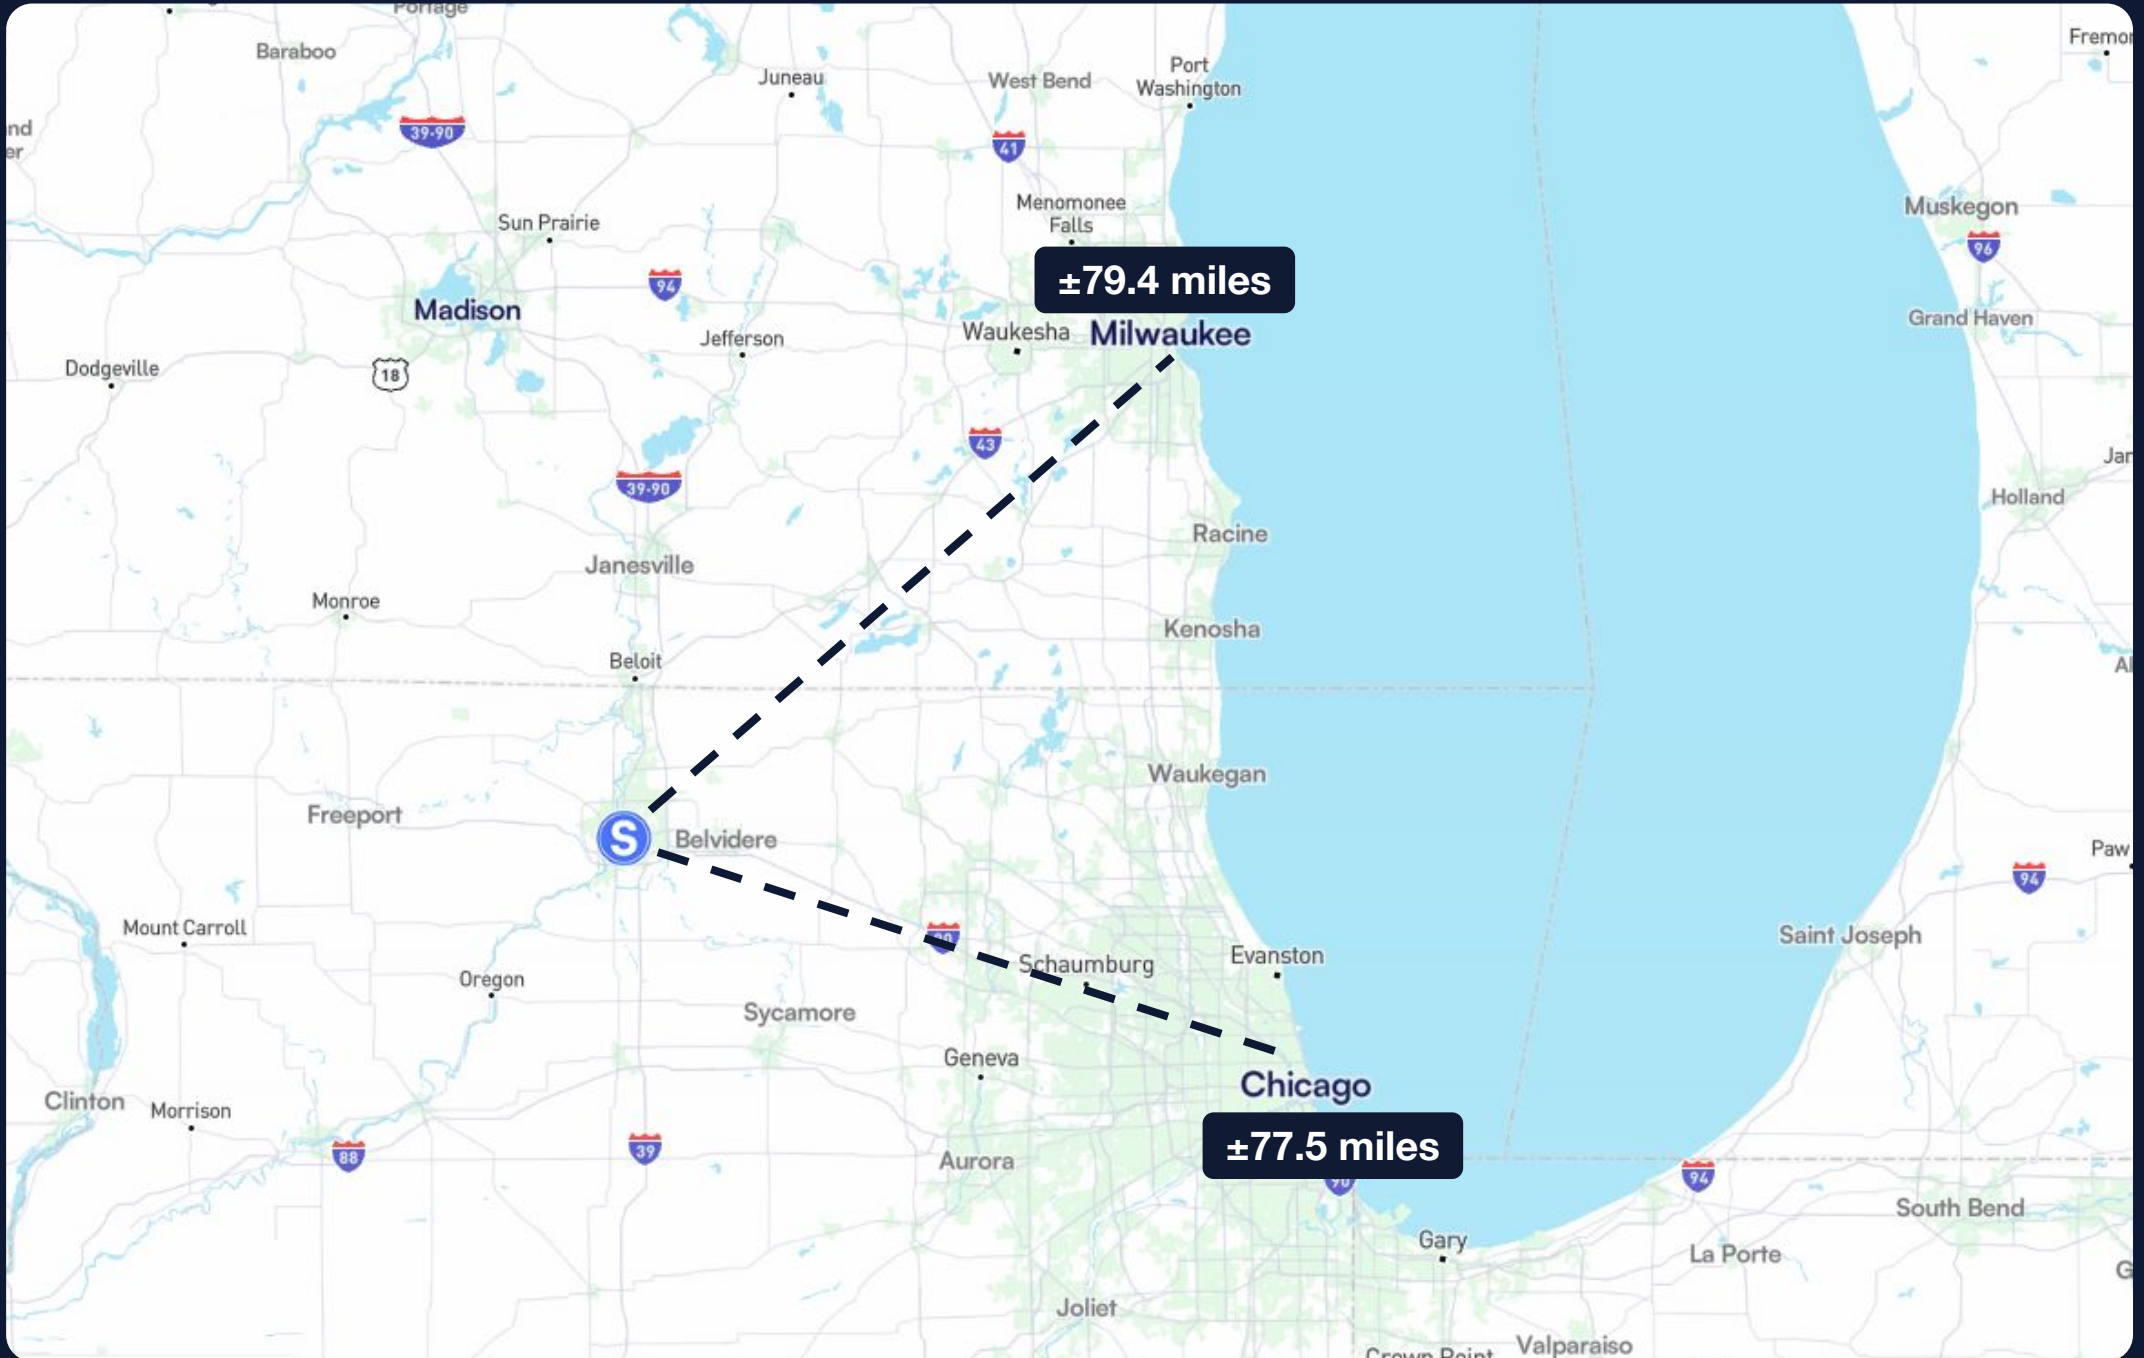 Portage
Baraboo
Juneau
West Bend
Port
Washington
Fremon
nd
er
39-90
41
Menomonee
Falls
Muskegon
96
Sun Prairie
94
±79.4 miles
Madison
Jefferson
Waukesha
Milwaukee
Grand Haven
Dodgeville
18
43
39-90
Jan
Holland
Racine
Janesville
Monroe
Kenosha
Beloit
Al
Waukegan
Freeport
S
Belvidere
Paw
94
Mount Carroll
90
Schaumburg
Evanston
Saint Joseph
Oregon
Sycamore
Geneva
Chicago
Clinton
Morrison
88
39
±77.5 miles
Aurora
90
94
South Bend
Gary
La Porte
G
Joliet
Crown Point
Valparaiso